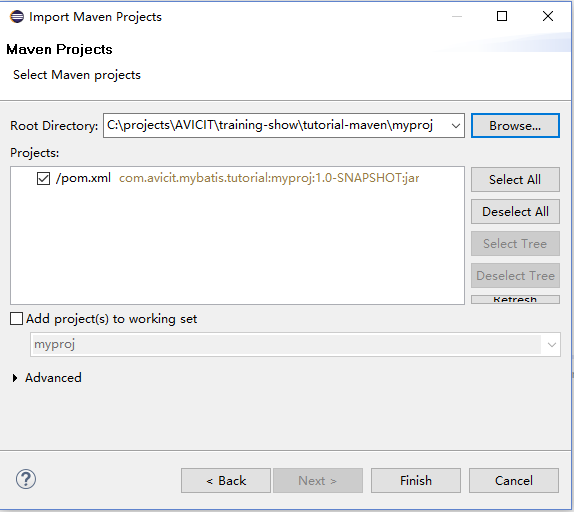 Import Maven Projects
Maven Projects
Select Maven projects
Root Directory: C:\projects\AVICIT\training-show\tutorial-maven\myproj Browse...
Projects:
/pom.xml com.avicit.mybatis.tutorial:myproj:1.0-SNAPSHOT:jar
Select All
Deselect All
Select Tree
Deselect Tree
Refresh
Add project(s) to working set
myproj
Advanced
? < Back Next > Finish Cancel